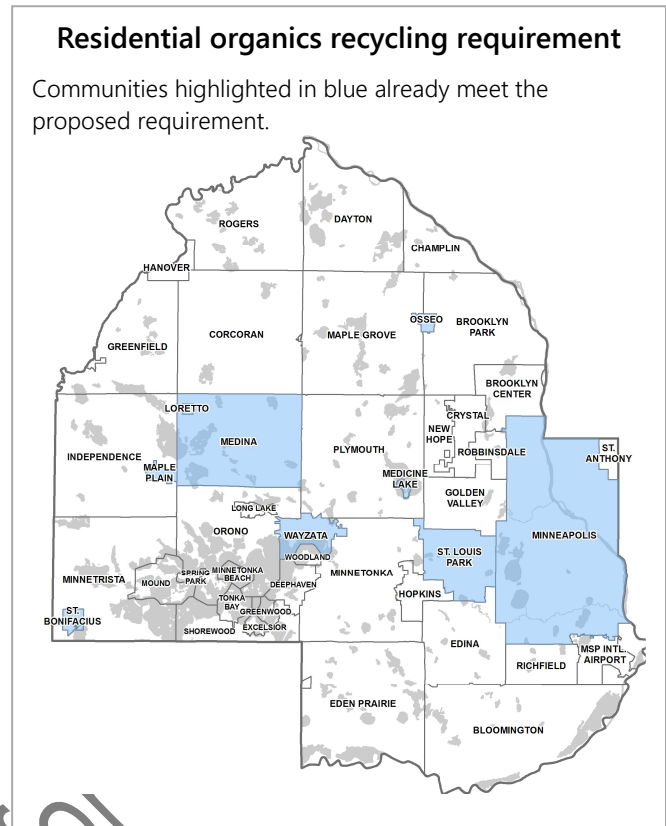 Residential organics recycling requirement
Communities highlighted in blue already meet the
proposed requirement.
ROGERS
DAYTON
CHAMPLIN
HANOVER
GREENFIELD
CORCORAN
MAPLE GROVE
OSSEO
BROOKLYN
PARK
BROOKLYN
CENTER
LORETTO
MEDINA
INDEPENDENCE
MAPLE
PLAIN
PLYMOUTH
MEDICINE
LAKE
NEW
HOPE
CRYSTAL
ROBBINSDALE
GOLDEN
VALLEY
ST.
ANTHONY
MINNEAPOLIS
LONG LAKE
ORONO
WAYZATA
WOODLAND
ST. LOUIS
PARK
MINNETRISTA
MOUND
SPRING
PARK
MINNETONKA
BEACH
DEEPHAVEN
MINNETONKA
HOPKINS
TONKA
BAY
GREENWOOD
EXCELSIOR
SHOREWOOD
ST.
BONIFACIUS
EDINA
RICHFIELD
MSP INTL.
AIRPORT
EDEN PRAIRIE
BLOOMINGTON